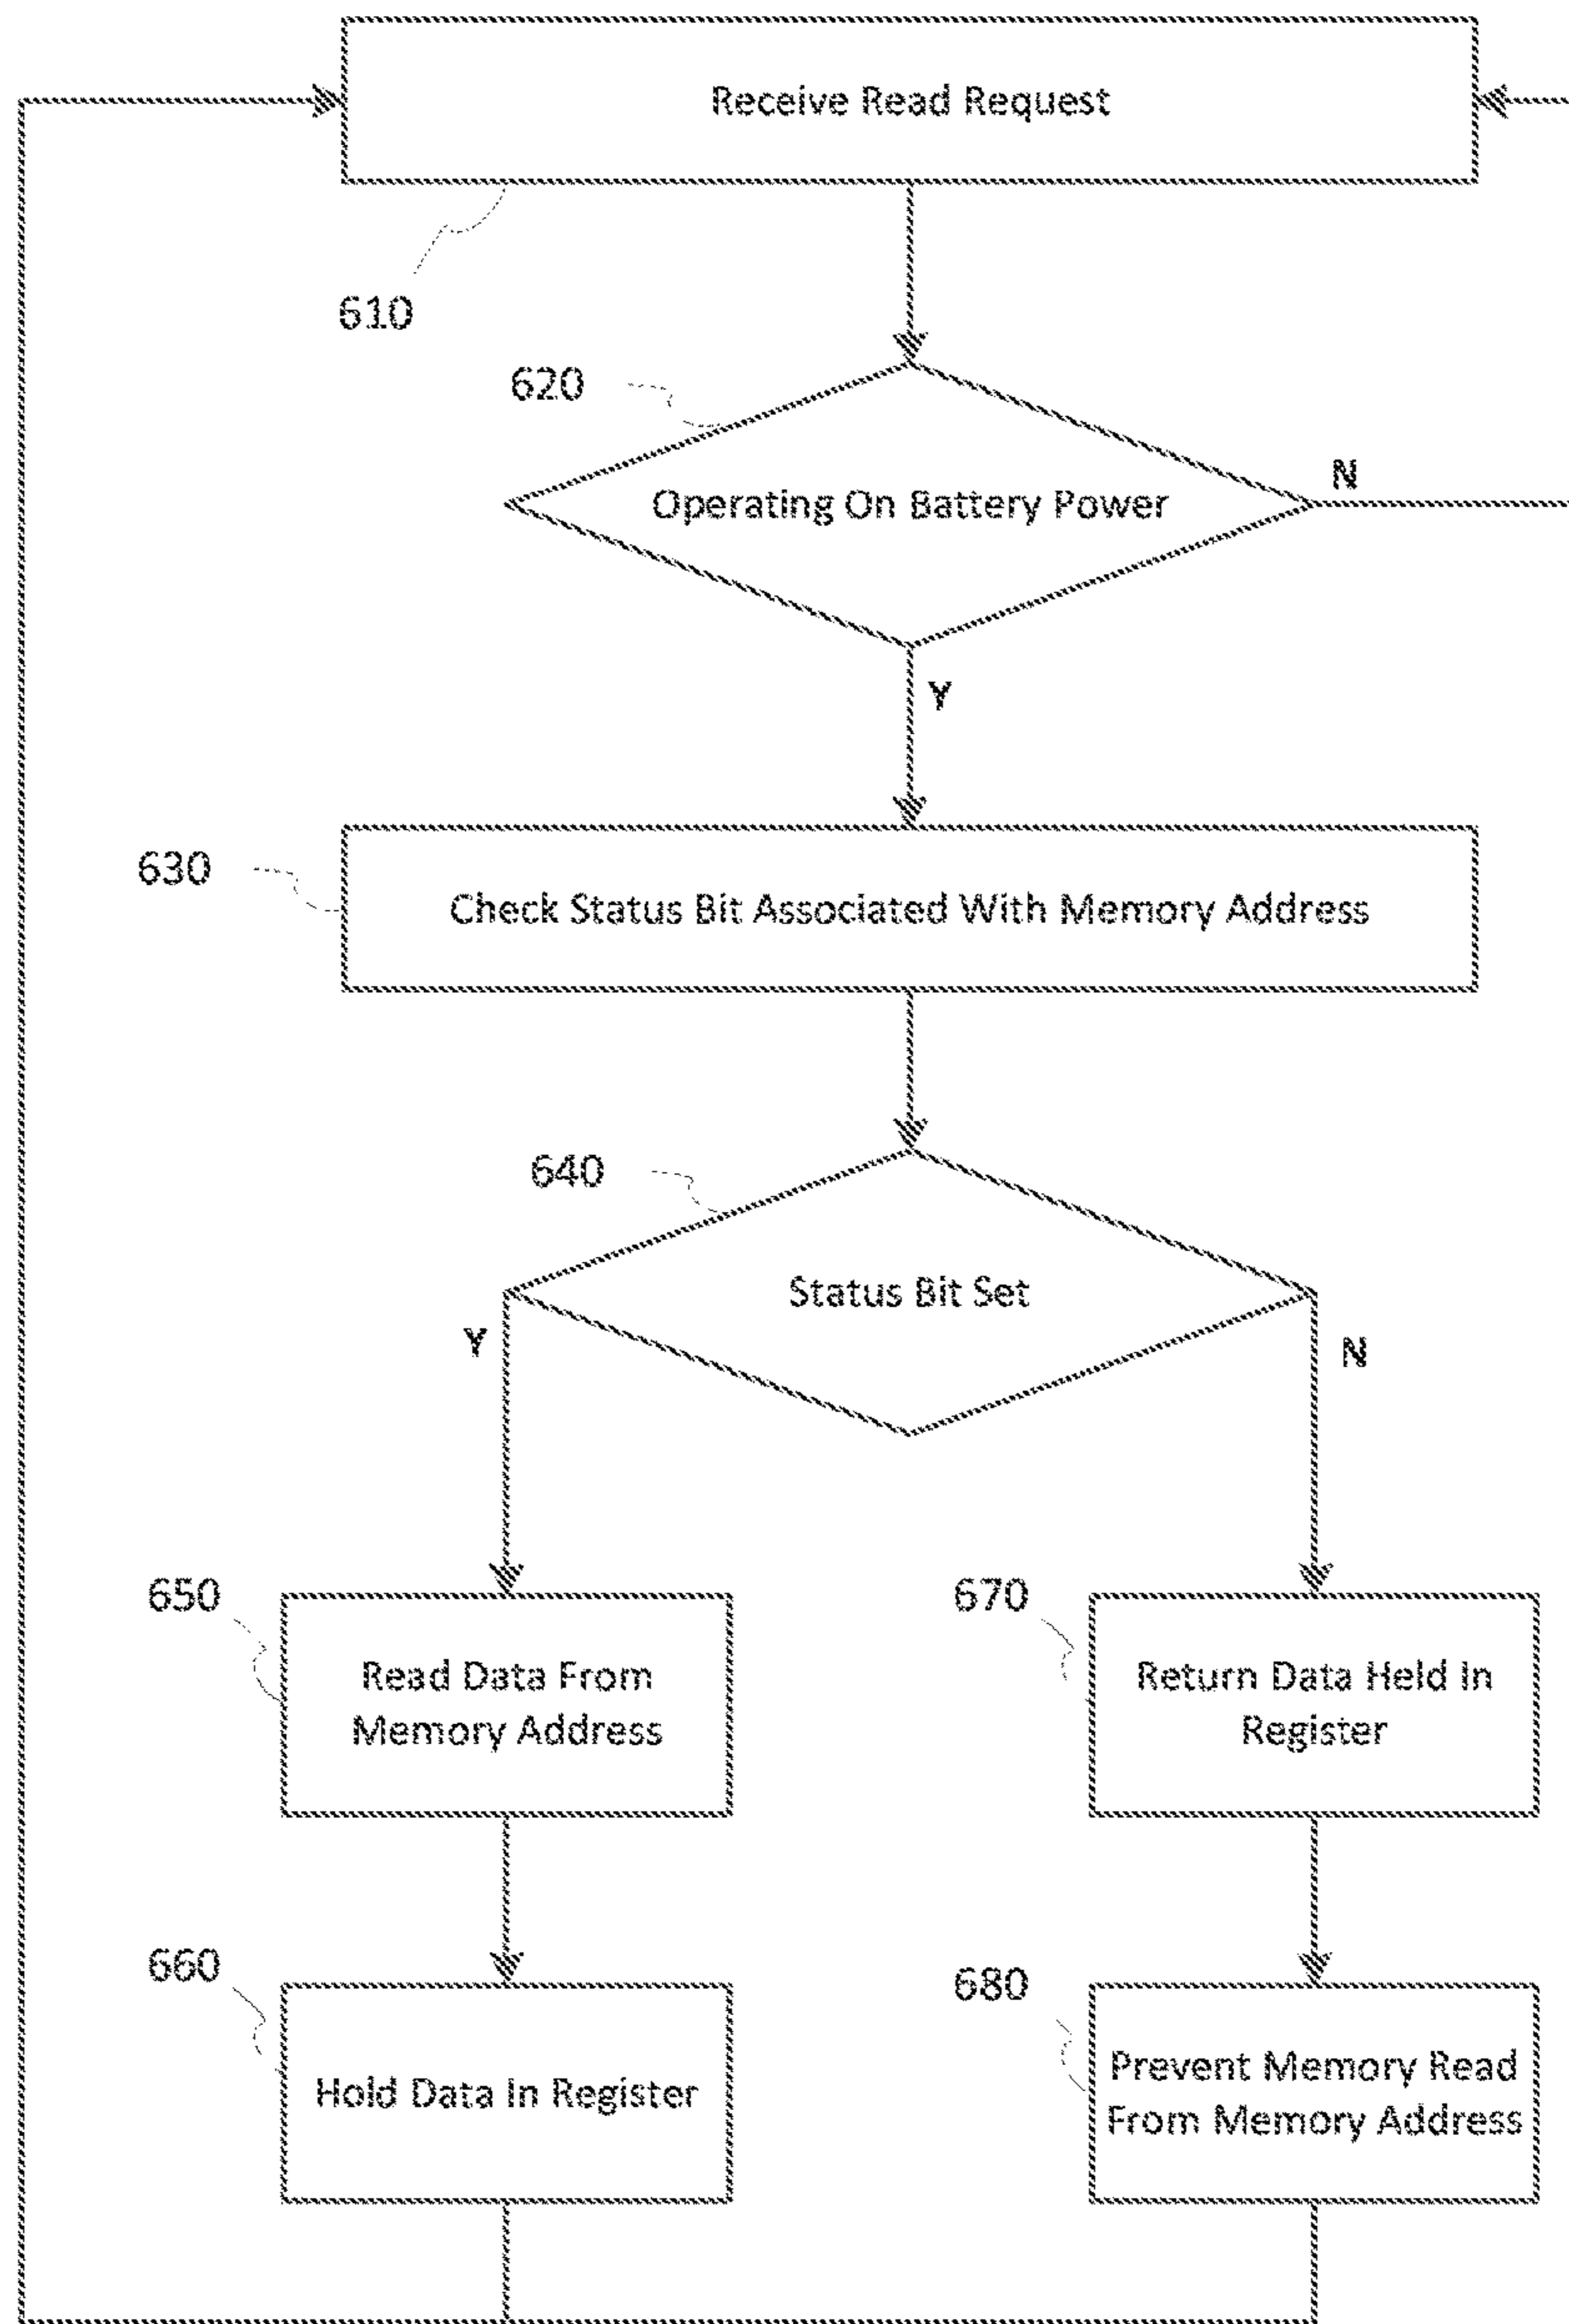 Receive Read Request
610
620
Operating On Battery Power
N
Y
630
Check Status Bit Associated With Memory Address
640
Status Bit Set
Y
N
650
Read Data From
Memory Address
670
Return Data Held In
Register
660
Hold Data In Register
680
Prevent Memory Read
From Memory Address